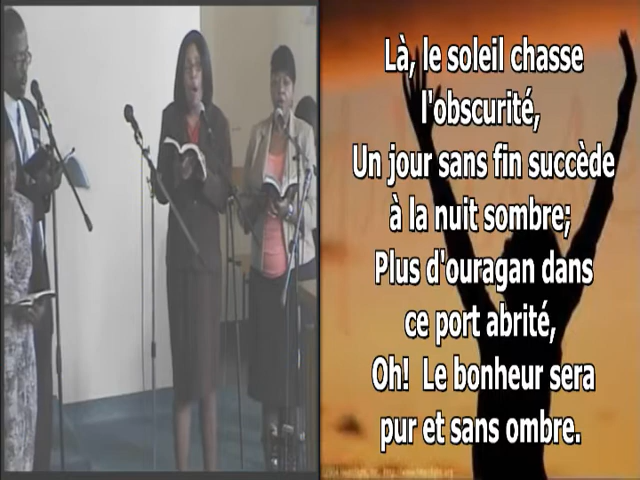 Là, le soleil chasse
l'obscurité,
Un jour sans fin succède
à la nuit sombre;
Plus d'ouragan dans
ce port abrité,
Oh!  Le bonheur sera
pur et sans ombre.